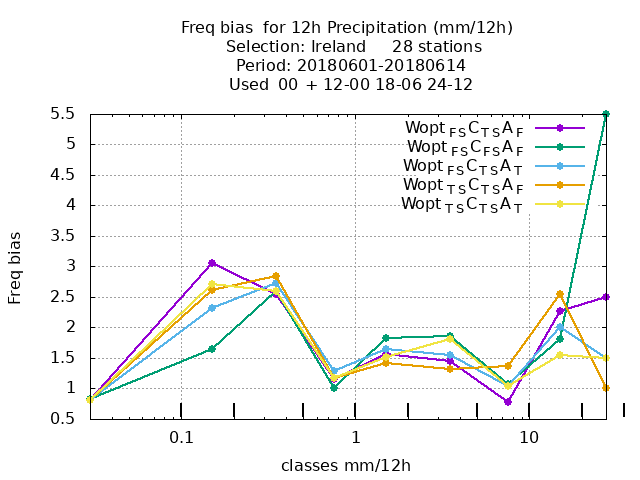 Freq bias  for 12h Precipitation (mm/12h)
Selection: Ireland     28 stations
Period: 20180601-20180614
Used  00 + 12-00 18-06 24-12
Wopt FS C TS A F
Wopt FS C FS A F
Wopt FS C TS A T
Wopt TS C TS A F
Wopt TS C TS A T
5.5
5
4.5
4
3.5
3
2.5
2
1.5
1
0.5
Freq bias
0.1 1 10
classes mm/12h